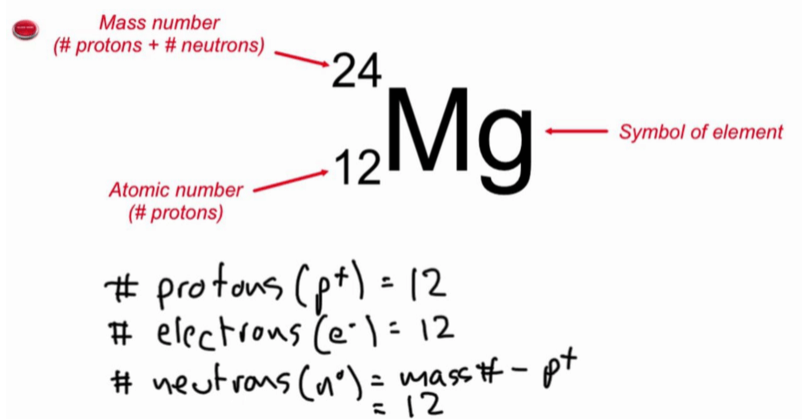 Mass number
(# protons + # neutrons)
24
Mg
12
Symbol of element
Atomic number
(# protons)
# protons (p+) = 12
# electrons (e-) = 12
# neutrons (n°) = mass # - p+
= 12